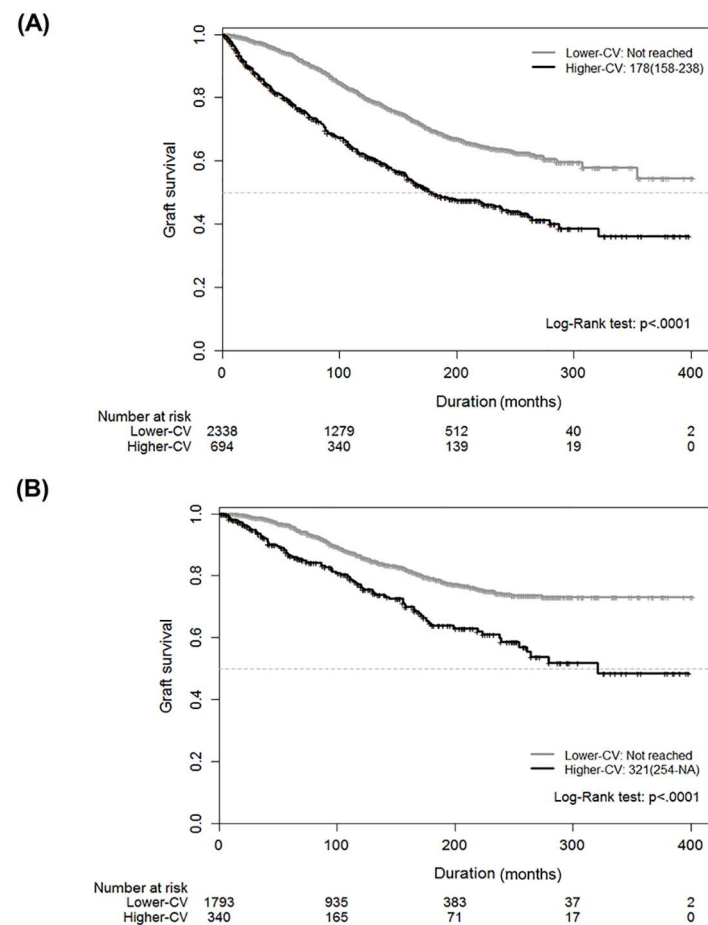 (A)
1.0
0.8
0.6
0.4
0.2
0.0
Graft survival
Lower-CV: Not reached
Higher-CV: 178(158-238)
Log-Rank test: p<.0001
0 100 200 300 400
Duration (months)
Number at risk
Lower-CV 2338 1279 512 40 2
Higher-CV 694 340 139 19 0
(B)
1.0
0.8
0.6
0.4
0.2
0.0
Graft survival
Lower-CV: Not reached
Higher-CV: 321(254-NA)
Log-Rank test: p<.0001
0 100 200 300 400
Duration (months)
Number at risk
Lower-CV 1793 935 383 37 2
Higher-CV 340 165 71 17 0